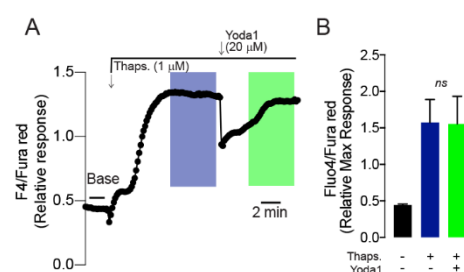 A
F4/Fura red
(Relative response)
1.5
1.0
0.5
0.0
Base
Thaps. (1 μM)
Yoda1
(20 μM)
2 min
B
Fluo4/Fura red
(Relative Max Response)
2.5
2.0
1.5
1.0
0.5
0.0
ns
Thaps. - + +
Yoda1 - - +